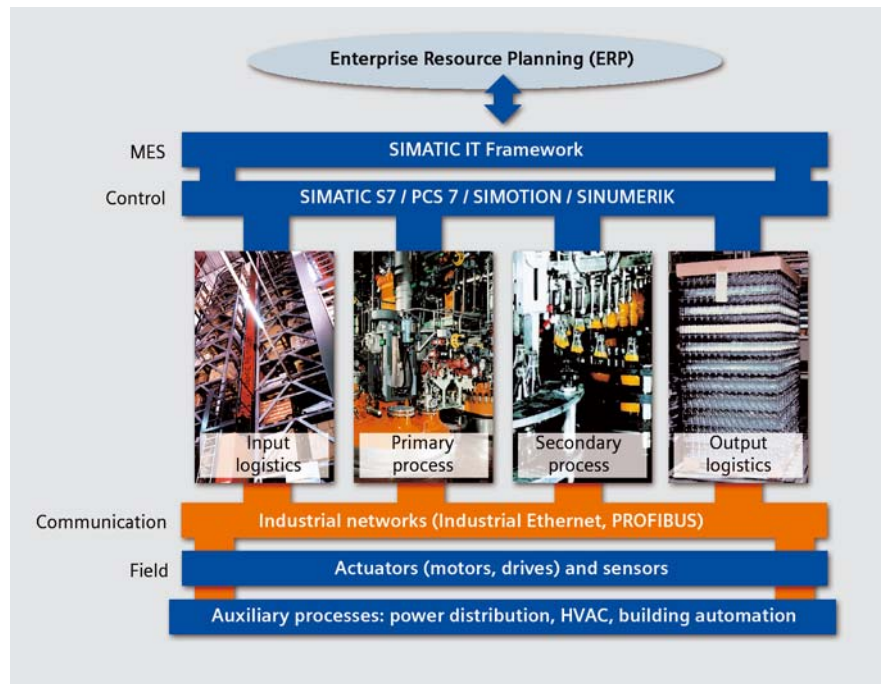 Enterprise Resource Planning (ERP)
MES
SIMATIC IT Framework
Control
SIMATIC S7 / PCS 7 / SIMOTION / SINUMERIK
Input
logistics
Primary
process
Secondary
process
Output
logistics
Communication
Industrial networks (Industrial Ethernet, PROFIBUS)
Field
Actuators (motors, drives) and sensors
Auxiliary processes: power distribution, HVAC, building automation